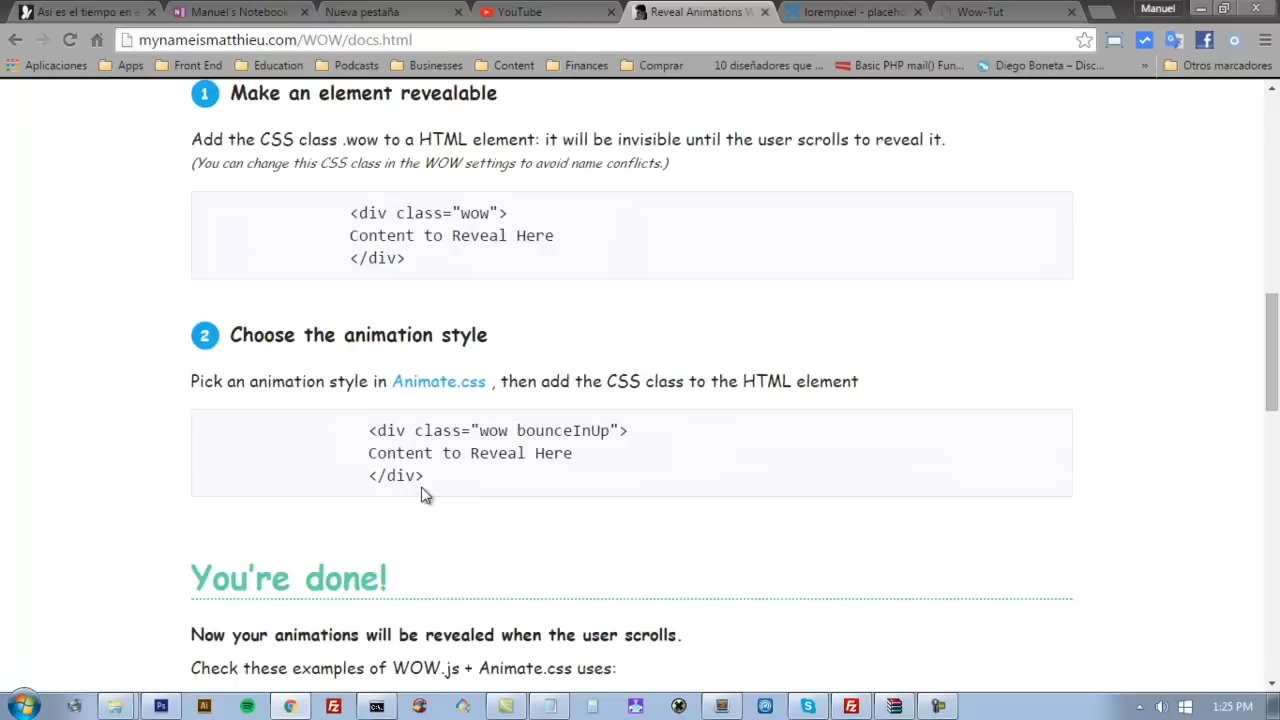 Asi es el tiempo en e
Manuel's Notebook
Nueva pestaña
YouTube
Reveal Animations W
lorempixel - placeho
Wow-Tut
Manuel
mynameismatthieu.com/WOW/docs.html
Aplicaciones
Apps
Front End
Education
Podcasts
Businesses
Content
Finances
Comprar
10 diseñadores que ...
Basic PHP mail() Fun...
Diego Boneta – Disc...
»
Otros marcadores
1 Make an element revealable
Add the CSS class .wow to a HTML element: it will be invisible until the user scrolls to reveal it.
(You can change this CSS class in the WOW settings to avoid name conflicts.)
<div class="wow">
Content to Reveal Here
</div>
2 Choose the animation style
Pick an animation style in Animate.css , then add the CSS class to the HTML element
<div class="wow bounceInUp">
Content to Reveal Here
</div>
You're done!
Now your animations will be revealed when the user scrolls.
Check these examples of WOW.js + Animate.css uses:
1:25 PM